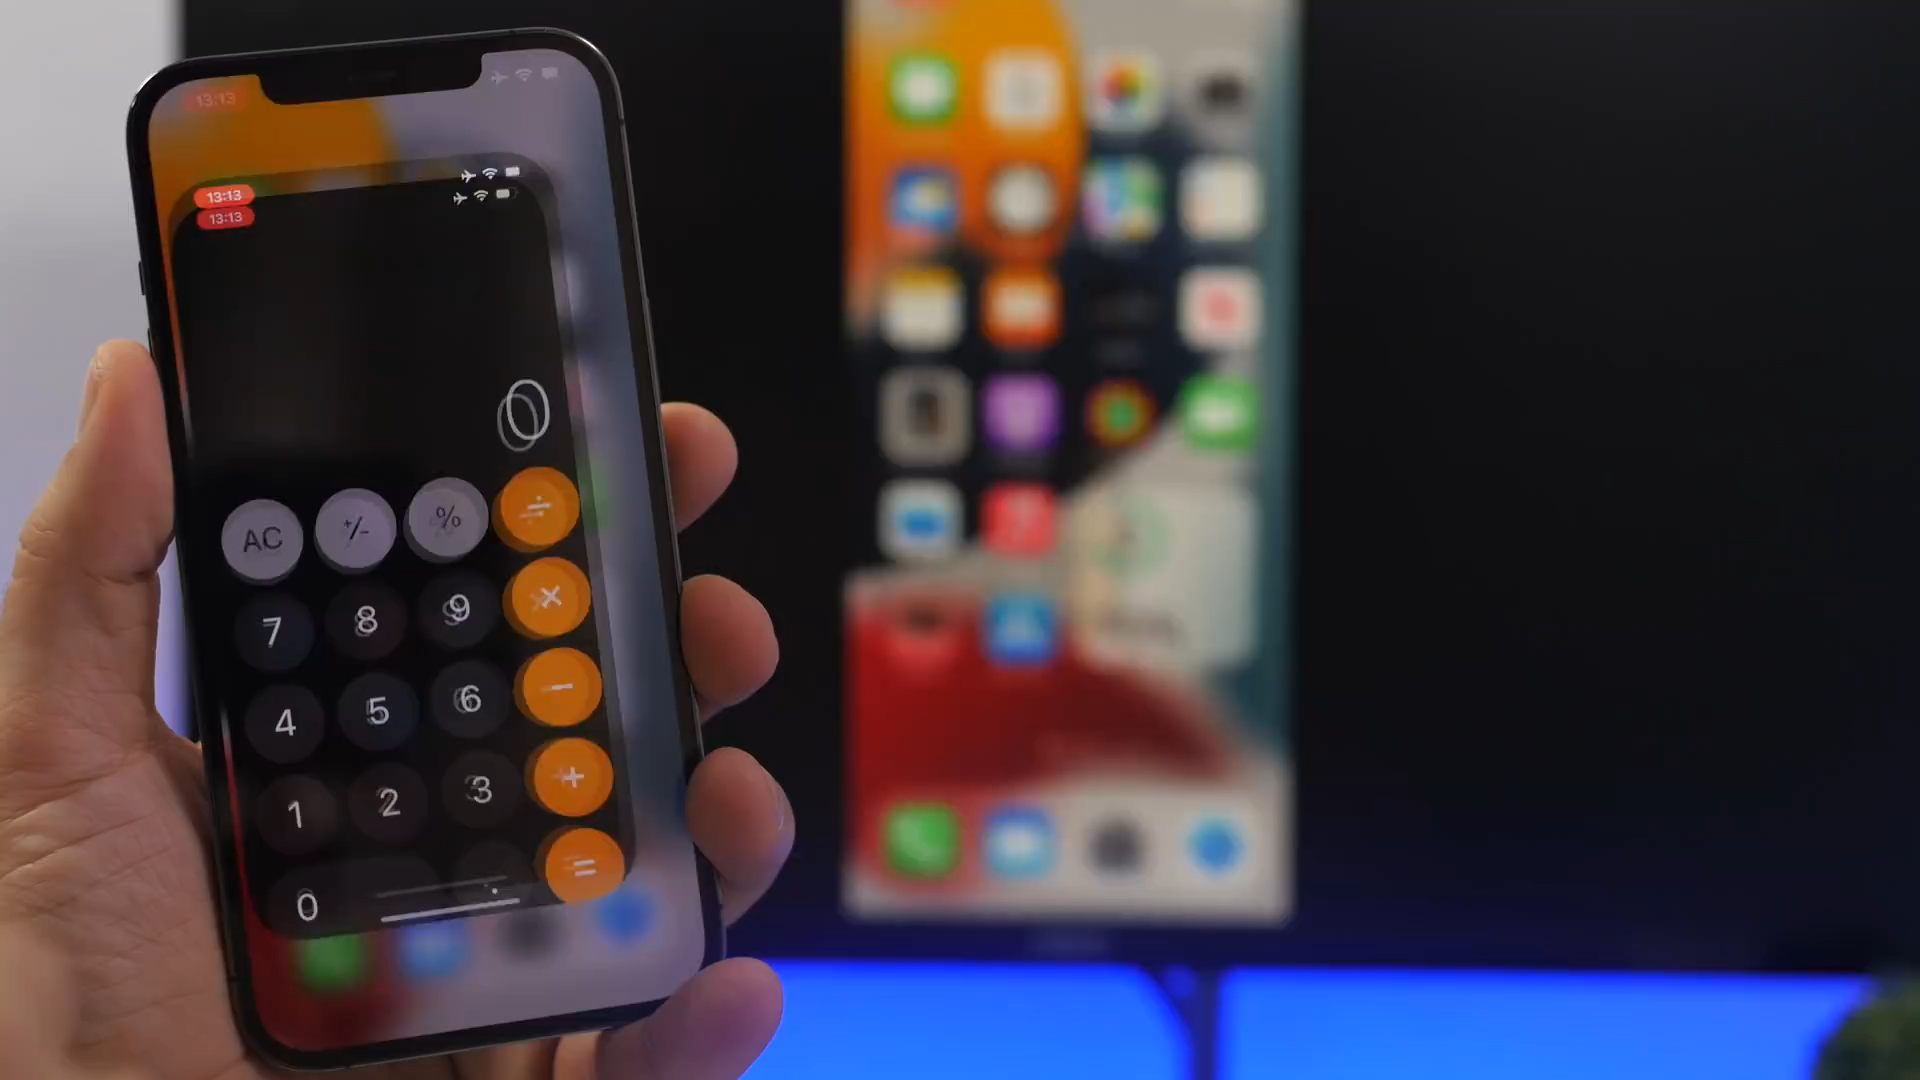 13:13
13:13
13:13
0
AC +/- % ÷
7 8 9 ×
4 5 6 −
1 2 3 +
0 . =